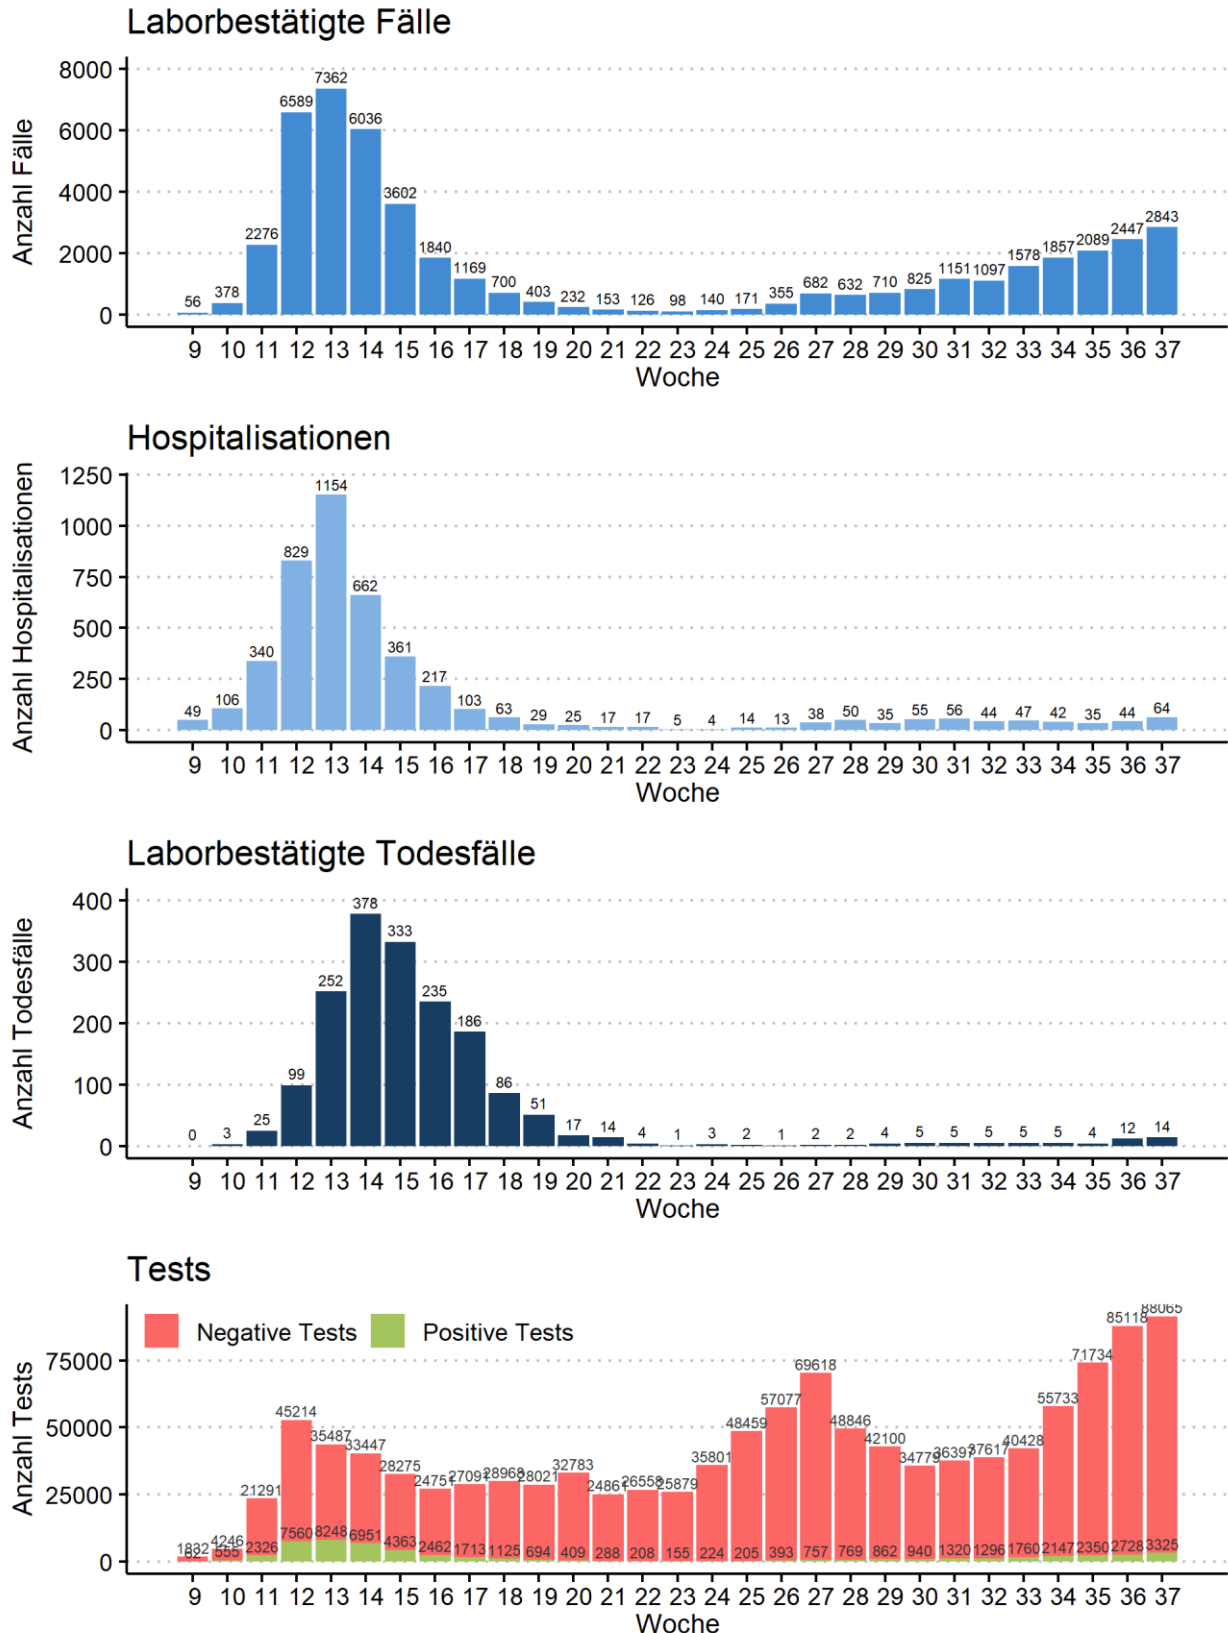 Laborbestätigte Fälle
Anzahl Fälle
8000
6000
4000
2000
0
56 378 2276 6589 7362 6036 3602 1840 1169 700 403 232 153 126 98 140 171 355 682 632 710 825 1151 1097 1578 1857 2089 2447 2843
9 10 11 12 13 14 15 16 17 18 19 20 21 22 23 24 25 26 27 28 29 30 31 32 33 34 35 36 37
Woche
Hospitalisationen
Anzahl Hospitalisationen
1250
1000
750
500
250
0
49 106 340 829 1154 662 361 217 103 63 29 25 17 17 5 4 14 13 38 50 35 55 56 44 47 42 35 44 64
9 10 11 12 13 14 15 16 17 18 19 20 21 22 23 24 25 26 27 28 29 30 31 32 33 34 35 36 37
Woche
Laborbestätigte Todesfälle
Anzahl Todesfälle
400
300
200
100
0
0 3 25 99 252 378 333 235 186 86 51 17 14 4 1 3 2 1 2 2 4 5 5 5 5 5 4 12 14
9 10 11 12 13 14 15 16 17 18 19 20 21 22 23 24 25 26 27 28 29 30 31 32 33 34 35 36 37
Woche
Tests
Negative Tests Positive Tests
Anzahl Tests
75000
50000
25000
0
1832 4246 21291 45214 35487 33447 28275 24751 27091 28968 28021 32783 24861 26558 25879 35801 48459 57077 69618 48846 42100 34779 36397 37617 40428 55733 71734 85118 88065
62 555 2326 7560 8248 6951 4363 2462 1713 1125 694 409 288 208 155 224 205 393 757 769 862 940 1320 1296 1760 2147 2350 2728 3325
9 10 11 12 13 14 15 16 17 18 19 20 21 22 23 24 25 26 27 28 29 30 31 32 33 34 35 36 37
Woche